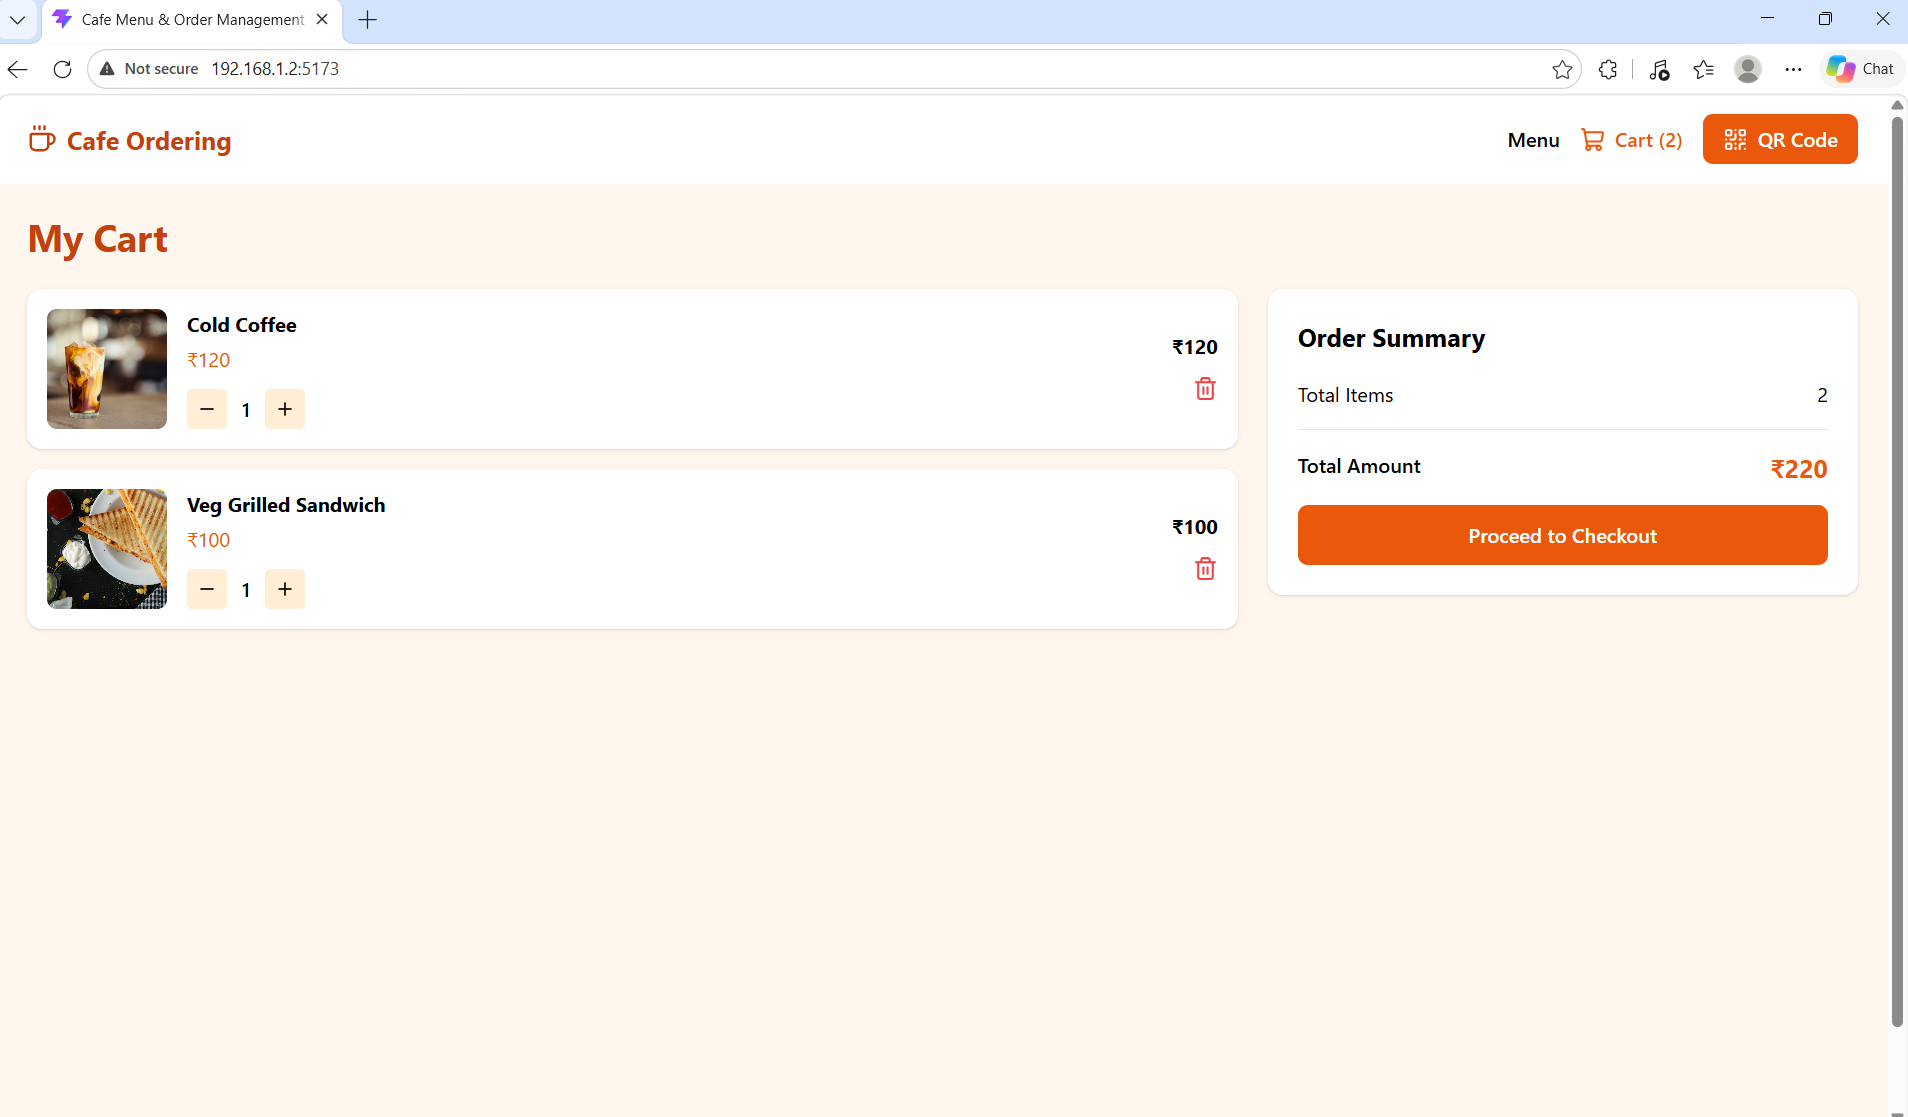 Cafe Menu & Order Management
Not secure 192.168.1.2:5173
Chat
Cafe Ordering
Menu
Cart (2)
QR Code
My Cart
Cold Coffee
₹120
1
₹120
Veg Grilled Sandwich
₹100
1
₹100
Order Summary
Total Items 2
Total Amount ₹220
Proceed to Checkout